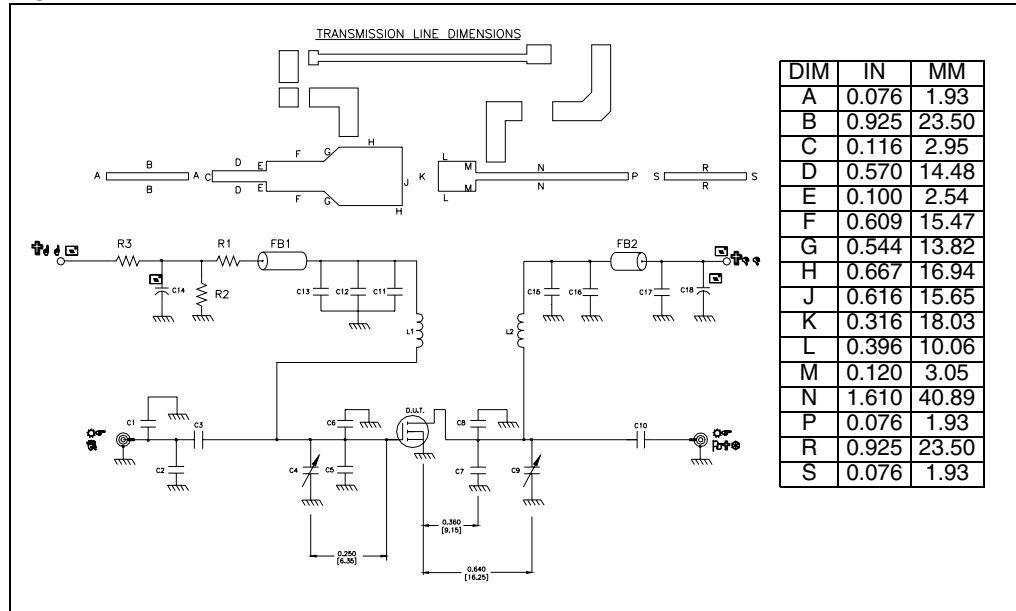 TRANSMISSION LINE DIMENSIONS
DIM IN MM
A 0.076 1.93
B 0.925 23.50
C 0.116 2.95
D 0.570 14.48
E 0.100 2.54
F 0.609 15.47
G 0.544 13.82
H 0.667 16.94
J 0.616 15.65
K 0.316 18.03
L 0.396 10.06
M 0.120 3.05
N 1.610 40.89
P 0.076 1.93
R 0.925 23.50
S 0.076 1.93
H
G
F
E
D
B
A
A
C
B
D
E
F
G
H
J
K
L
M
N
P
S
R
S
L
M
N
R
R3
R1
FB1
FB2
C14
R2
C13
C12
C11
L1
L2
C15
C16
C17
C18
C1
C3
C2
C6
D.U.T.
C8
C10
C4
C5
C7
C9
0.250
[6.35]
0.360
[9.15]
0.640
[16.25]